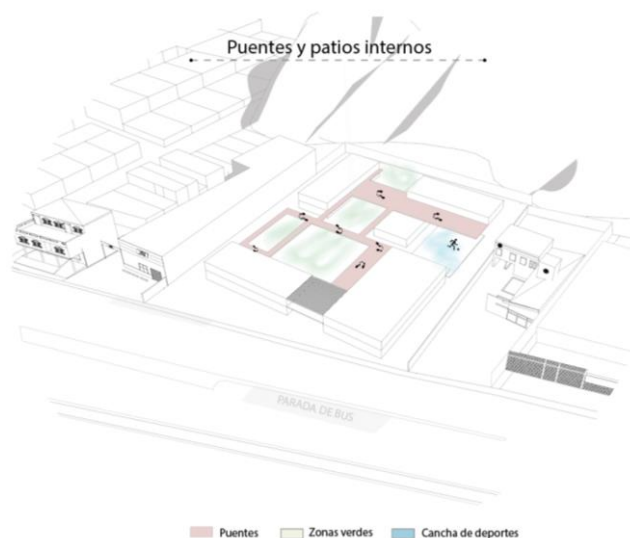 Puentes y patios internos
PARADA DE BUS
Puentes
Zonas verdes
Cancha de deportes